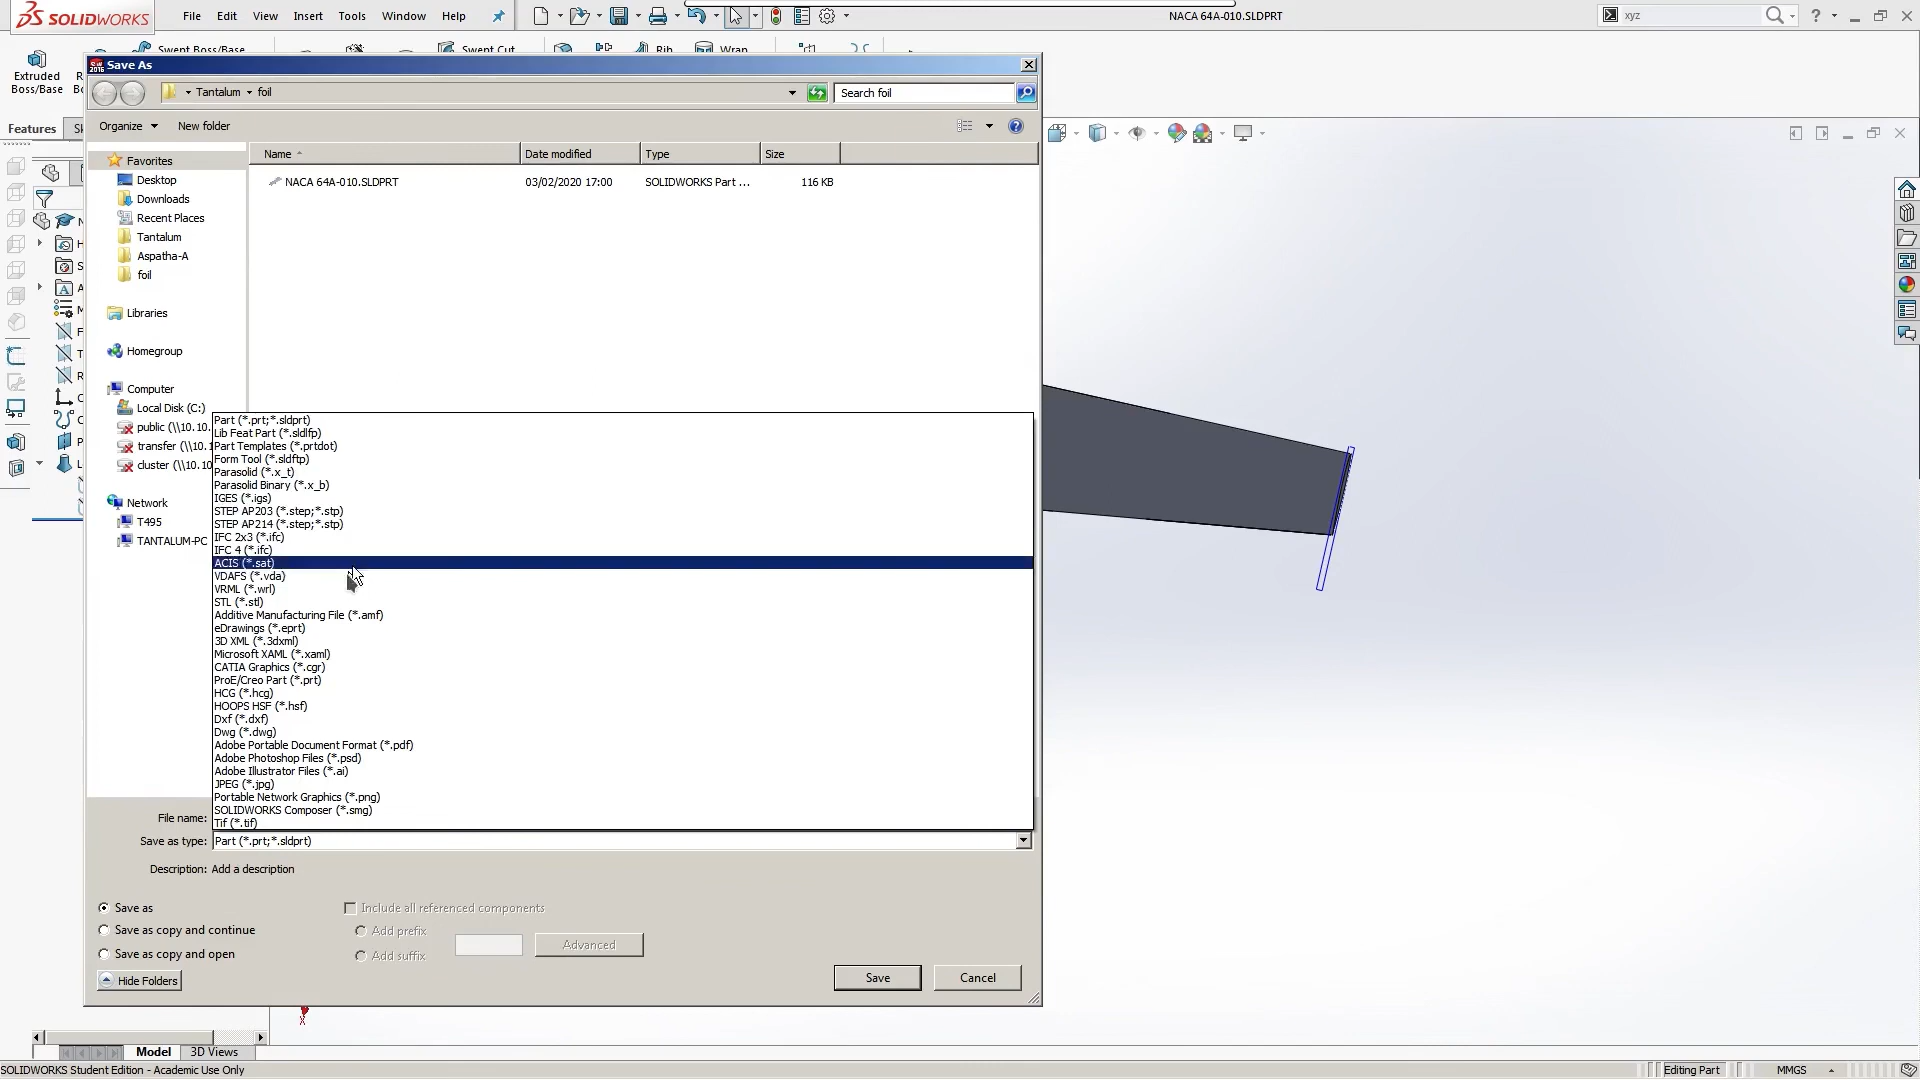 SOLIDWORKS
File Edit View Insert Tools Window Help
NACA 64A-010.SLDPRT
xyz
Extruded Boss/Base
Swept Boss/Base
Swept Cut
Rib
Wrap
Features
Save As
Tantalum foil
Search foil
Organize New folder
Name Date modified Type Size
NACA 64A-010.SLDPRT 03/02/2020 17:00 SOLIDWORKS Part ... 116 KB
Favorites
Desktop
Downloads
Recent Places
Tantalum
Aspatha-A
foil
Libraries
Homegroup
Computer
Local Disk (C:)
public (\\10.10.
transfer (\\10.1
cluster (\\10.10
Network
T495
TANTALUM-PC
Part (*.prt;*.sldprt)
Lib Feat Part (*.sldlfp)
Part Templates (*.prtdot)
Form Tool (*.sldftp)
Parasolid (*.x_t)
Parasolid Binary (*.x_b)
IGES (*.igs)
STEP AP203 (*.step;*.stp)
STEP AP214 (*.step;*.stp)
IFC 2x3 (*.ifc)
IFC 4 (*.ifc)
ACIS (*.sat)
VDAFS (*.vda)
VRML (*.wrl)
STL (*.stl)
Additive Manufacturing File (*.amf)
eDrawings (*.eprt)
3D XML (*.3dxml)
Microsoft XAML (*.xaml)
CATIA Graphics (*.cgr)
ProE/Creo Part (*.prt)
HCG (*.hcg)
HOOPS HSF (*.hsf)
Dxf (*.dxf)
Dwg (*.dwg)
Adobe Portable Document Format (*.pdf)
Adobe Photoshop Files (*.psd)
Adobe Illustrator Files (*.ai)
JPEG (*.jpg)
Portable Network Graphics (*.png)
SOLIDWORKS Composer (*.smg)
Tif (*.tif)
File name:
Save as type: Part (*.prt;*.sldprt)
Description: Add a description
Save as
Save as copy and continue
Save as copy and open
Include all referenced components
Add prefix
Add suffix
Advanced
Hide Folders
Save Cancel
Model 3D Views
SOLIDWORKS Student Edition - Academic Use Only
Editing Part MMGS